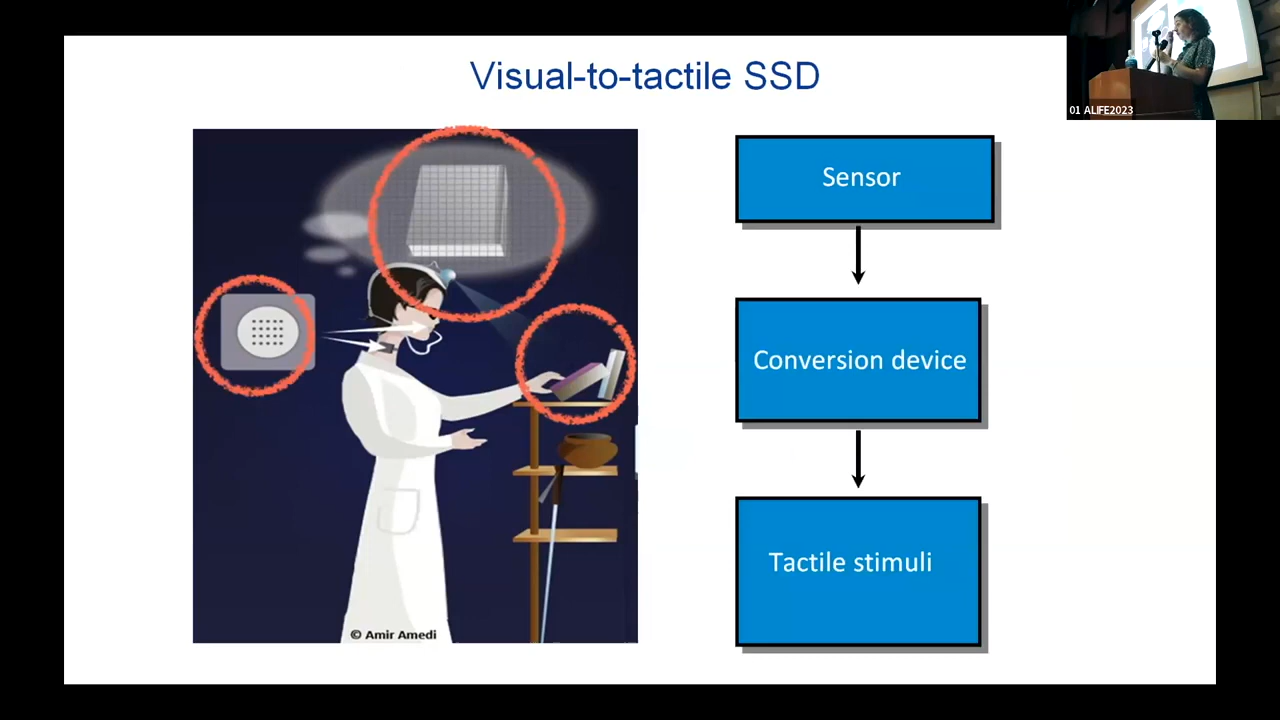 Visual-to-tactile SSD
01 ALIFE2023
Sensor
Conversion device
Tactile stimuli
© Amir Amedi